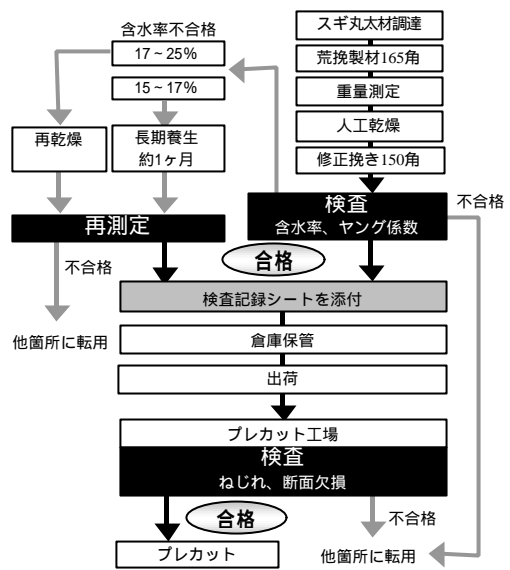 スギ丸太材調達
荒挽製材165角
重量測定
人工乾燥
修正挽き150角
検査
含水率、ヤング係数
不合格
含水率不合格
17~25%
15~17%
再乾燥
長期養生
約1ヶ月
再測定
不合格
他箇所に転用
合格
検査記録シートを添付
倉庫保管
出荷
プレカット工場
検査
ねじれ、断面欠損
合格
不合格
プレカット
他箇所に転用